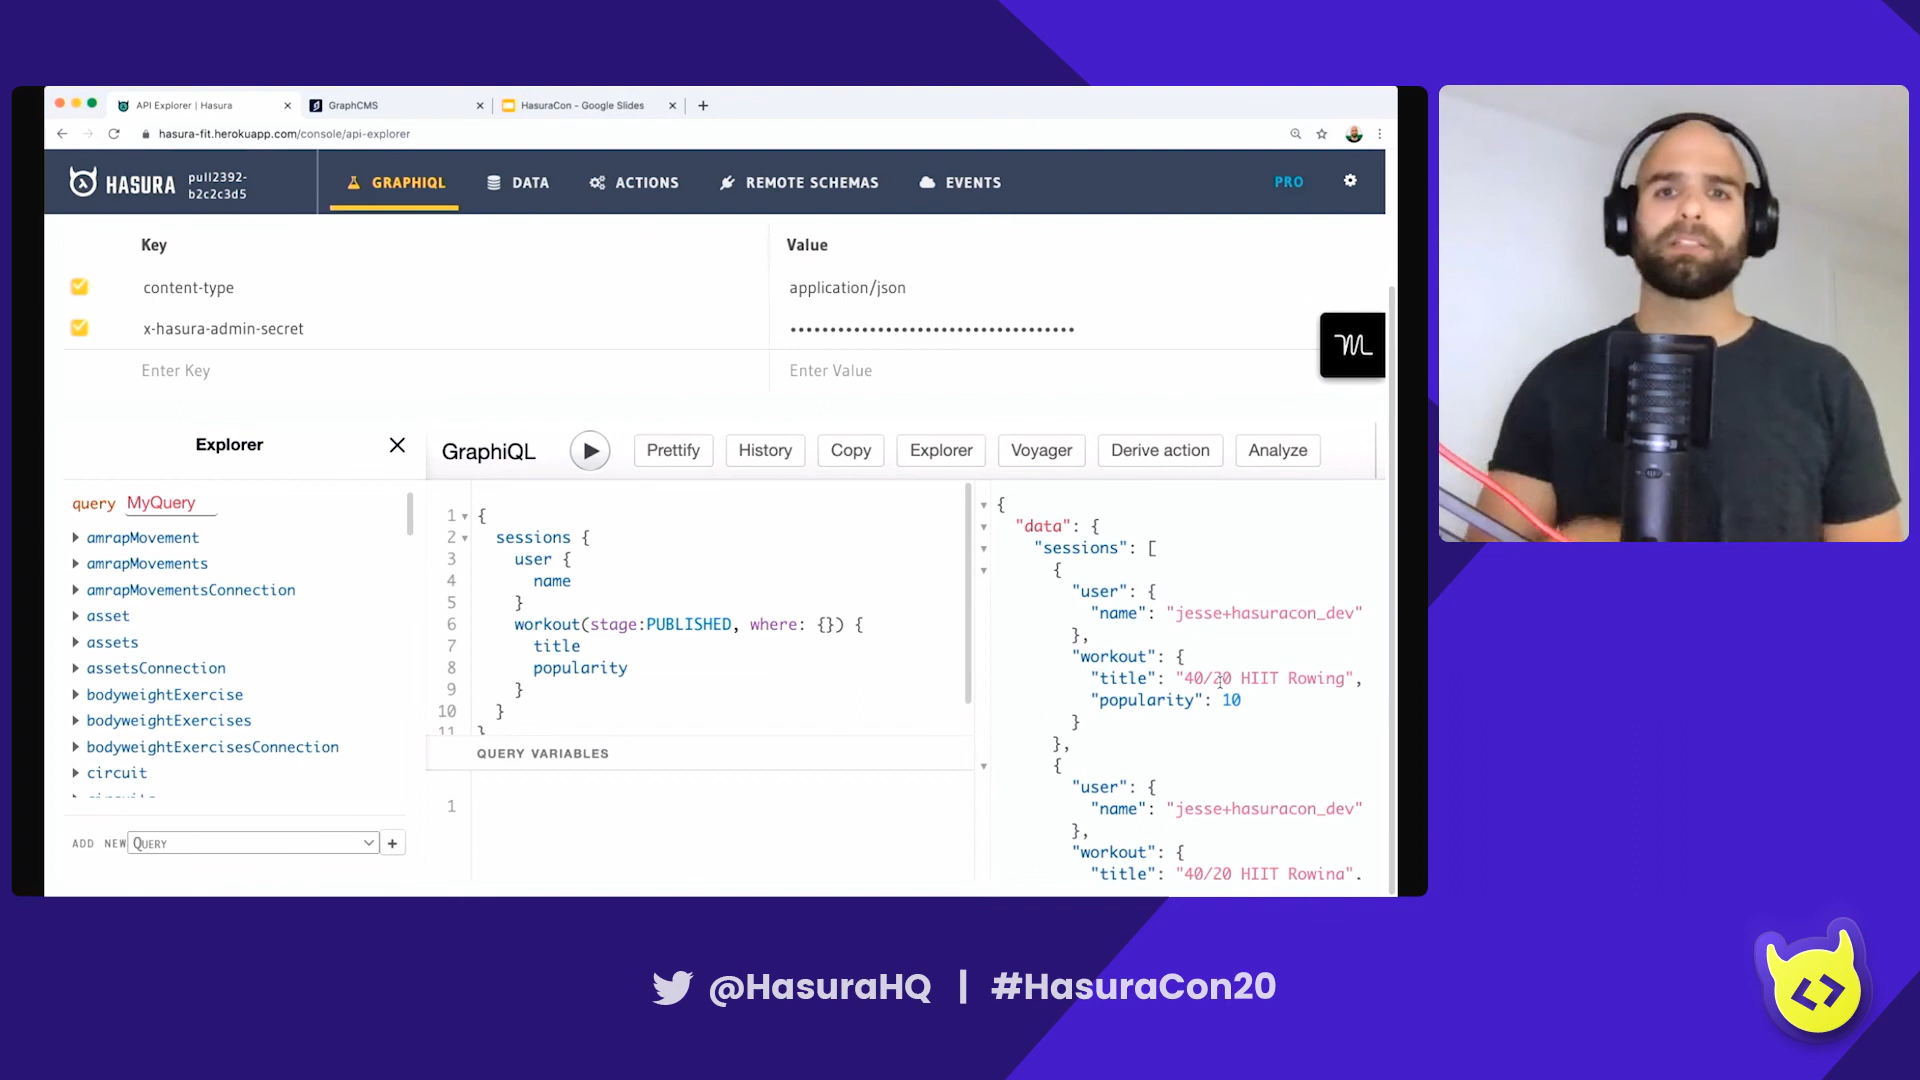 API Explorer | Hasura
GraphCMS
HasuraCon - Google Slides
hasura-fit.herokuapp.com/console/api-explorer
HASURA
pull2392-
b2c2c3d5
GRAPHIQL
DATA
ACTIONS
REMOTE SCHEMAS
EVENTS
PRO
Key
Value
content-type
application/json
x-hasura-admin-secret
••••••••••••••••••••••••••••••••••••
Enter Key
Enter Value
Explorer
GraphiQL
Prettify
History
Copy
Explorer
Voyager
Derive action
Analyze
query MyQuery
amrapMovement
amrapMovements
amrapMovementsConnection
asset
assets
assetsConnection
bodyweightExercise
bodyweightExercises
bodyweightExercisesConnection
circuit
ADD NEW QUERY +
1 {
2 sessions {
3 user {
4 name
5 }
6 workout(stage:PUBLISHED, where: {}) {
7 title
8 popularity
9 }
10 }
11 }
QUERY VARIABLES
1
{
"data": {
"sessions": [
{
"user": {
"name": "jesse+hasuracon_dev"
},
"workout": {
"title": "40/20 HIIT Rowing",
"popularity": 10
}
},
{
"user": {
"name": "jesse+hasuracon_dev"
},
"workout": {
"title": "40/20 HIIT Rowing",
@HasuraHQ | #HasuraCon20